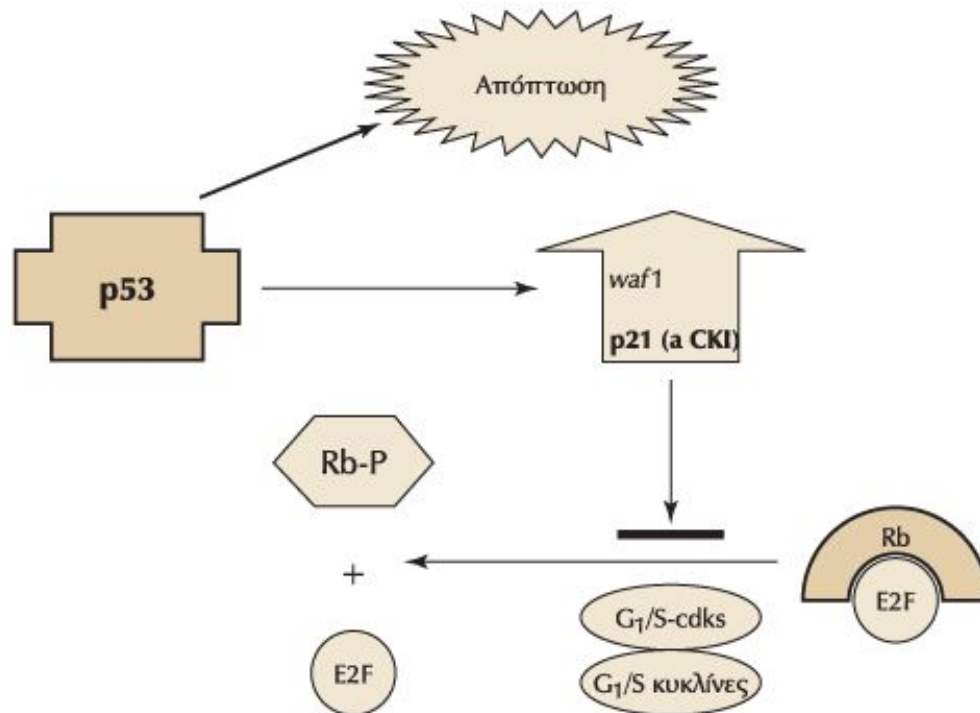 Απόπτωση
p53
waf1
p21 (a CKI)
Rb-P
+
E2F
Rb
E2F
G₁/S-cdks
G₁/S κυκλίνες